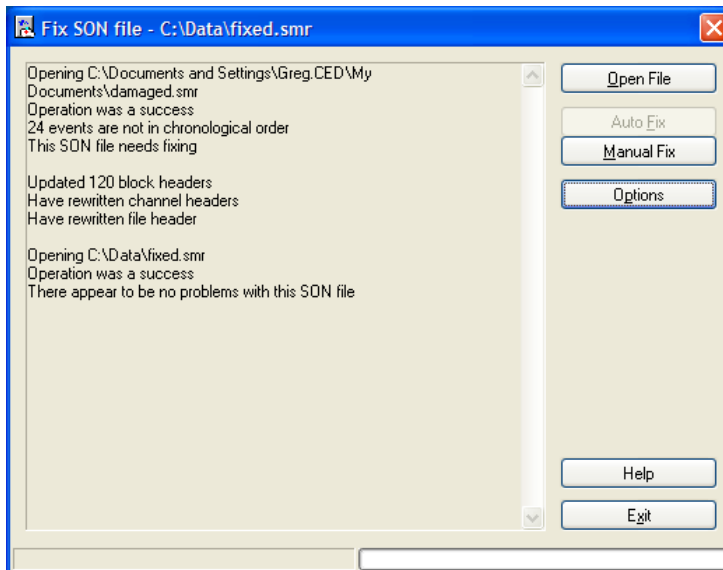 Fix SON file - C:\Data\fixed.smr
Opening C:\Documents and Settings\Greg.CED\My
Documents\damaged.smr
Operation was a success
24 events are not in chronological order
This SON file needs fixing
Updated 120 block headers
Have rewritten channel headers
Have rewritten file header
Opening C:\Data\fixed.smr
Operation was a success
There appear to be no problems with this SON file
Open File
Auto Fix
Manual Fix
Options
Help
Exit